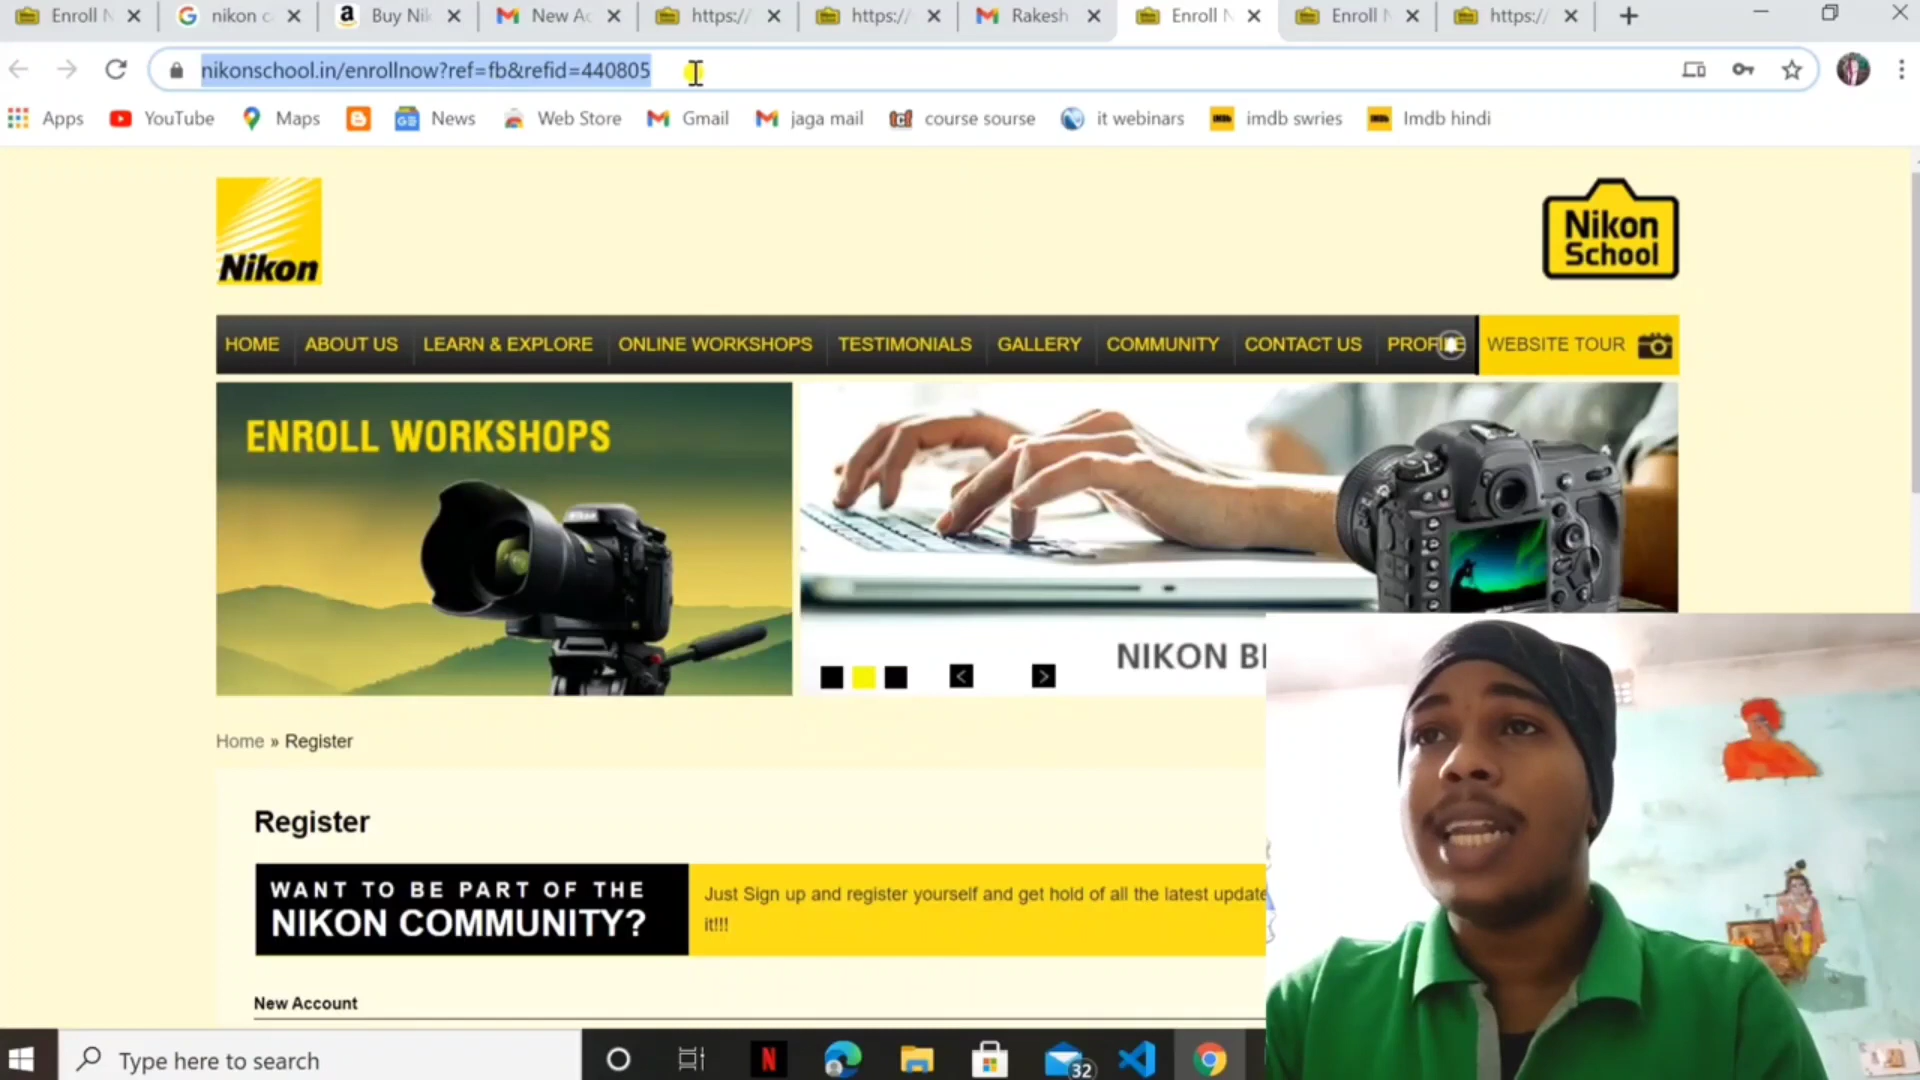 Enroll N
nikon c
Buy Nik
New Ac
https://
https://
Rakesh
Enroll N
Enroll N
https://
nikonschool.in/enrollnow?ref=fb&refid=440805
Apps
YouTube
Maps
News
Web Store
Gmail
jaga mail
course sourse
it webinars
imdb swries
Imdb hindi
Nikon
Nikon
School
HOME
ABOUT US
LEARN & EXPLORE
ONLINE WORKSHOPS
TESTIMONIALS
GALLERY
COMMUNITY
CONTACT US
PROFILE
WEBSITE TOUR
ENROLL WORKSHOPS
NIKON BI
Home » Register
Register
WANT TO BE PART OF THE
NIKON COMMUNITY?
Just Sign up and register yourself and get hold of all the latest update
it!!!
New Account
Type here to search
32